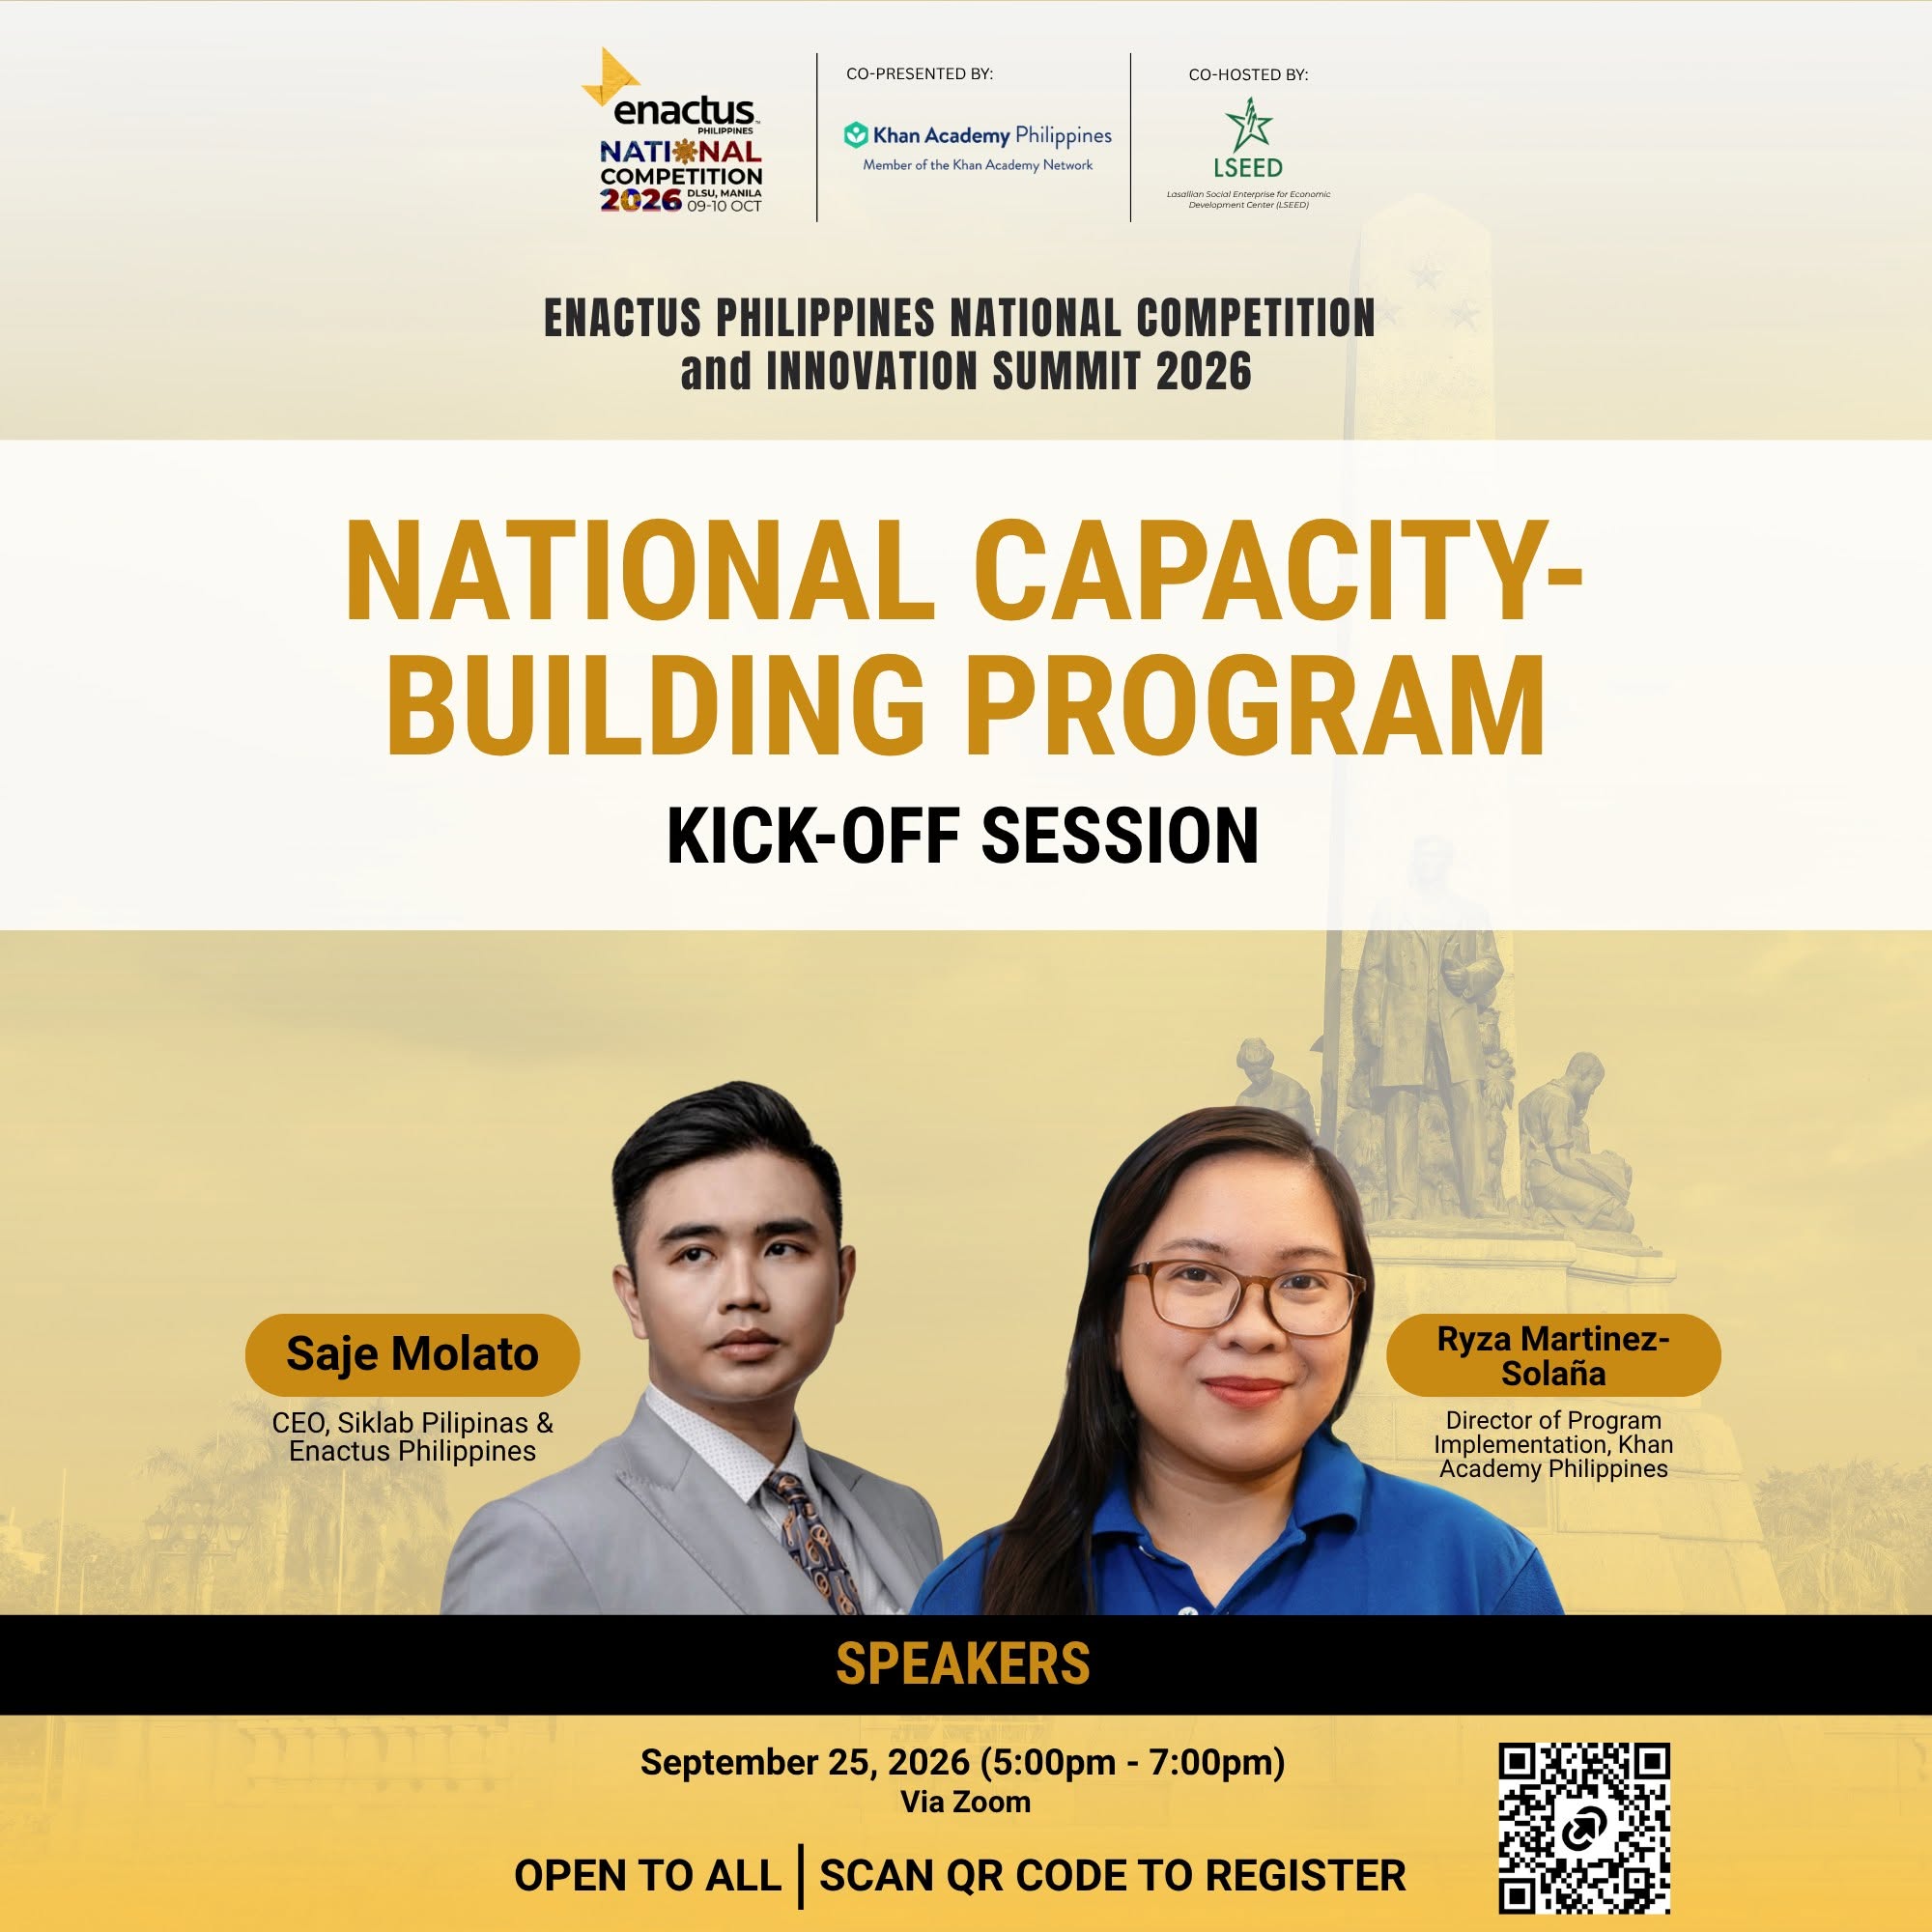 enactus
PHILIPPINES
NATIONAL
COMPETITION
2026 DLSU, MANILA
09-10 OCT
CO-PRESENTED BY:
Khan Academy Philippines
Member of the Khan Academy Network
CO-HOSTED BY:
LSEED
Lasallian Social Enterprise for Economic
Development Center (LSEED)
ENACTUS PHILIPPINES NATIONAL COMPETITION
and INNOVATION SUMMIT 2026
NATIONAL CAPACITY-
BUILDING PROGRAM
KICK-OFF SESSION
Saje Molato
CEO, Siklab Pilipinas &
Enactus Philippines
Ryza Martinez-
Solaña
Director of Program
Implementation, Khan
Academy Philippines
SPEAKERS
September 25, 2026 (5:00pm - 7:00pm)
Via Zoom
OPEN TO ALL | SCAN QR CODE TO REGISTER